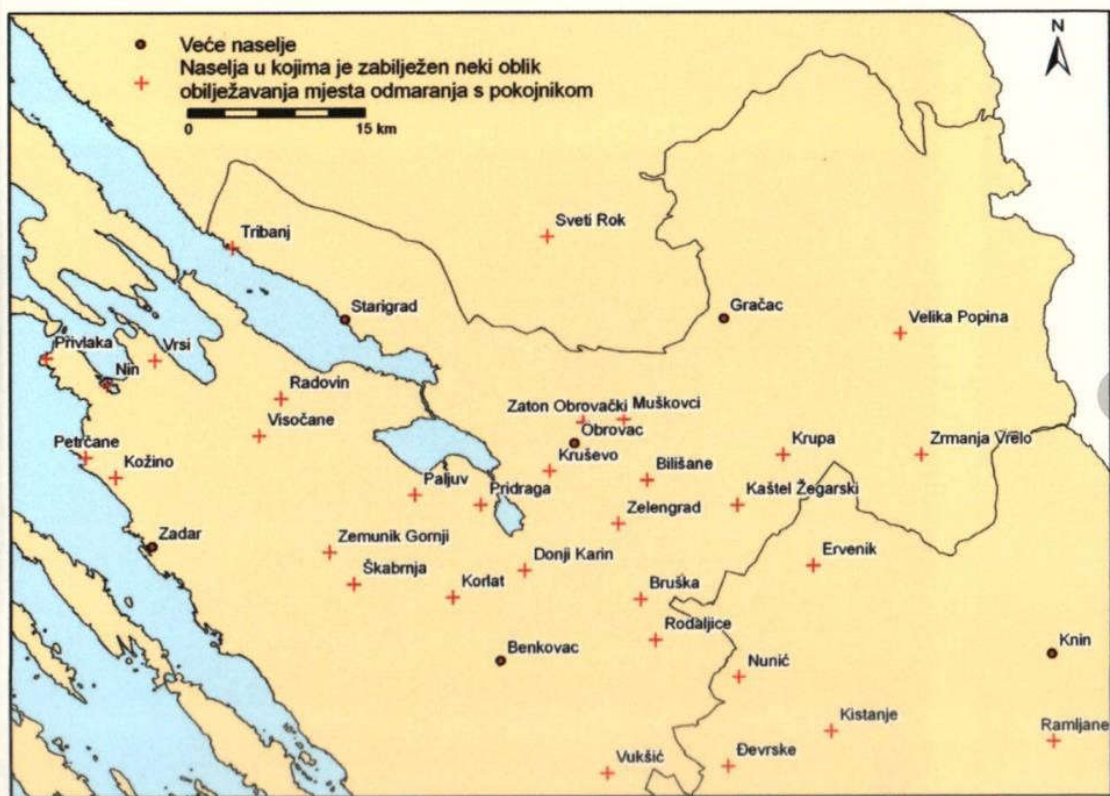 Veće naselje
Naselja u kojima je zabilježen neki oblik
obilježavanja mjesta odmaranja s pokojnikom
0 15 km
N
Sveti Rok
Tribanj
Starigrad
Gračac
Velika Popina
Privlaka
Vrsi
Nin
Radovin
Zaton Obrovački
Muškovci
Visočane
Obrovac
Petrčane
Krupa
Zrmanja Vrelo
Kožino
Kruševo
Bilišane
Paljuv
Pridraga
Kaštel Žegarski
Zelengrad
Zadar
Zemunik Gornji
Ervenik
Donji Karin
Škabrnja
Korlat
Bruška
Rodaljice
Benkovac
Knin
Nunić
Kistanje
Ramljane
Vukšić
Đevrske